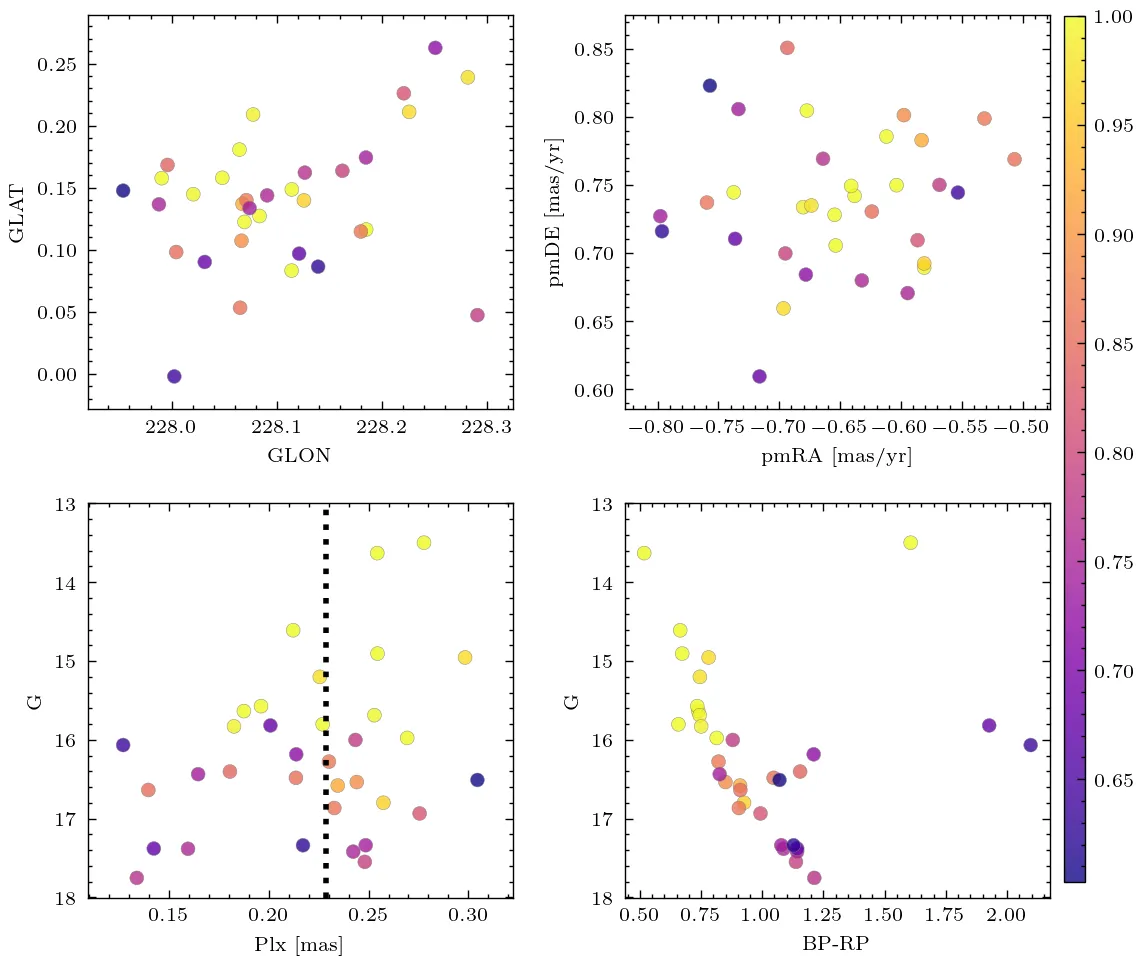 0.25
0.20
0.15
0.10
0.05
0.00
GLAT
228.0 228.1 228.2 228.3
GLON
0.85
0.80
0.75
0.70
0.65
0.60
pmDE [mas/yr]
−0.80 −0.75 −0.70 −0.65 −0.60 −0.55 −0.50
pmRA [mas/yr]
13
14
15
16
17
18
G
0.15 0.20 0.25 0.30
Plx [mas]
13
14
15
16
17
18
G
0.50 0.75 1.00 1.25 1.50 1.75 2.00
BP-RP
1.00
0.95
0.90
0.85
0.80
0.75
0.70
0.65